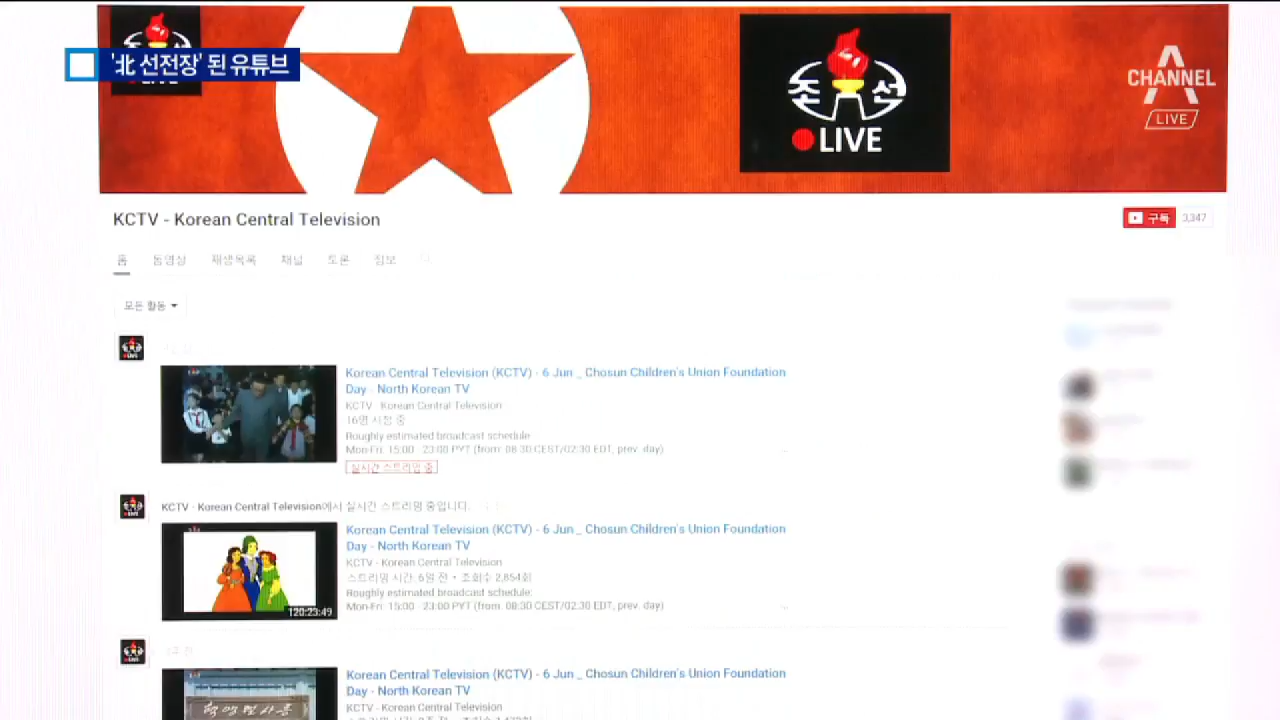 '北 선전장' 된 유튜브
조선
LIVE
CHANNEL A
LIVE
KCTV - Korean Central Television
구독 3,347
홈 동영상 재생목록 채널 토론 정보
모든 활동
Korean Central Television (KCTV) - 6 Jun _ Chosun Children's Union Foundation
Day - North Korean TV
KCTV - Korean Central Television
16명 시청 중
Roughly estimated broadcast schedule:
Mon-Fri: 15:00 - 23:00 PYT (from: 08:30 CEST/02:30 EDT, prev. day)
실시간 스트리밍 중
KCTV - Korean Central Television에서 실시간 스트리밍 중입니다.
Korean Central Television (KCTV) - 6 Jun _ Chosun Children's Union Foundation
Day - North Korean TV
KCTV - Korean Central Television
스트리밍 시간: 6일 전 • 조회수 2,854회
Roughly estimated broadcast schedule:
Mon-Fri: 15:00 - 23:00 PYT (from: 08:30 CEST/02:30 EDT, prev. day)
120:23:49
Korean Central Television (KCTV) - 6 Jun _ Chosun Children's Union Foundation
Day - North Korean TV
KCTV - Korean Central Television